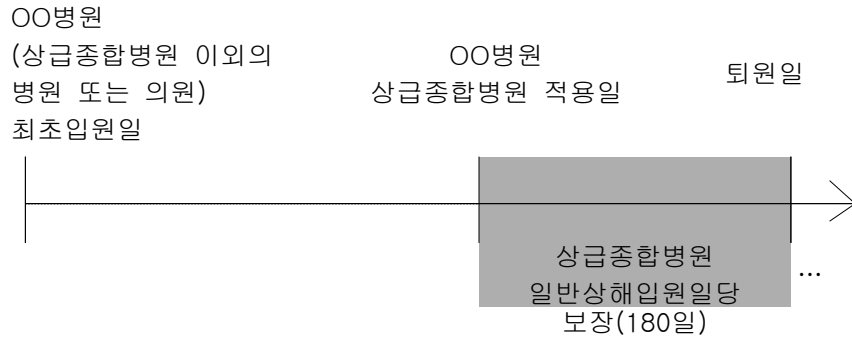 OO병원
(상급종합병원 이외의
병원 또는 의원)
최초입원일
OO병원
상급종합병원 적용일
퇴원일
상급종합병원
일반상해입원일당
보장(180일)
...